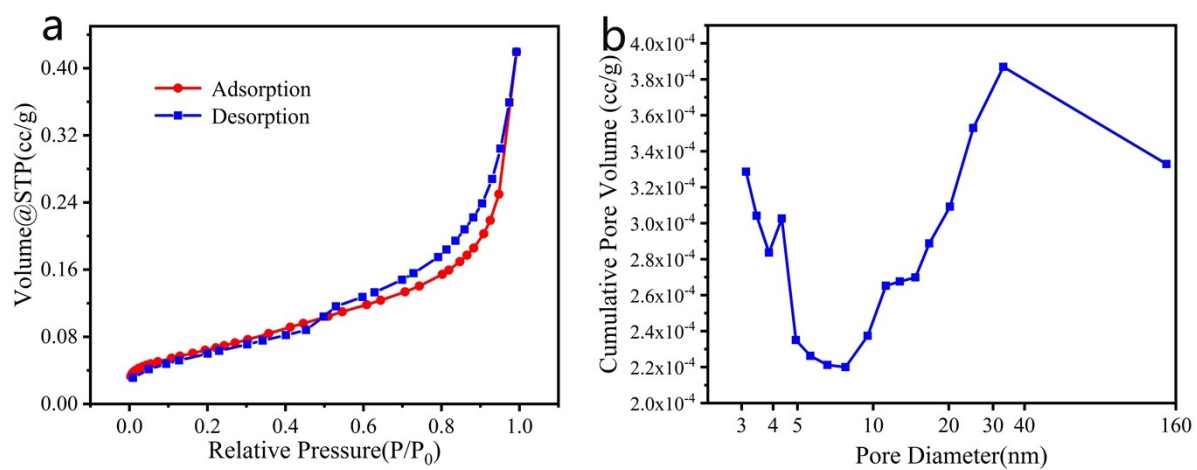 a
Volume@STP(cc/g)
0.40
0.32
0.24
0.16
0.08
0.00
Adsorption
Desorption
0.0 0.2 0.4 0.6 0.8 1.0
Relative Pressure(P/P₀)
b
Cumulative Pore Volume (cc/g)
4.0x10⁻⁴
3.8x10⁻⁴
3.6x10⁻⁴
3.4x10⁻⁴
3.2x10⁻⁴
3.0x10⁻⁴
2.8x10⁻⁴
2.6x10⁻⁴
2.4x10⁻⁴
2.2x10⁻⁴
2.0x10⁻⁴
3 4 5 10 20 30 40 160
Pore Diameter(nm)